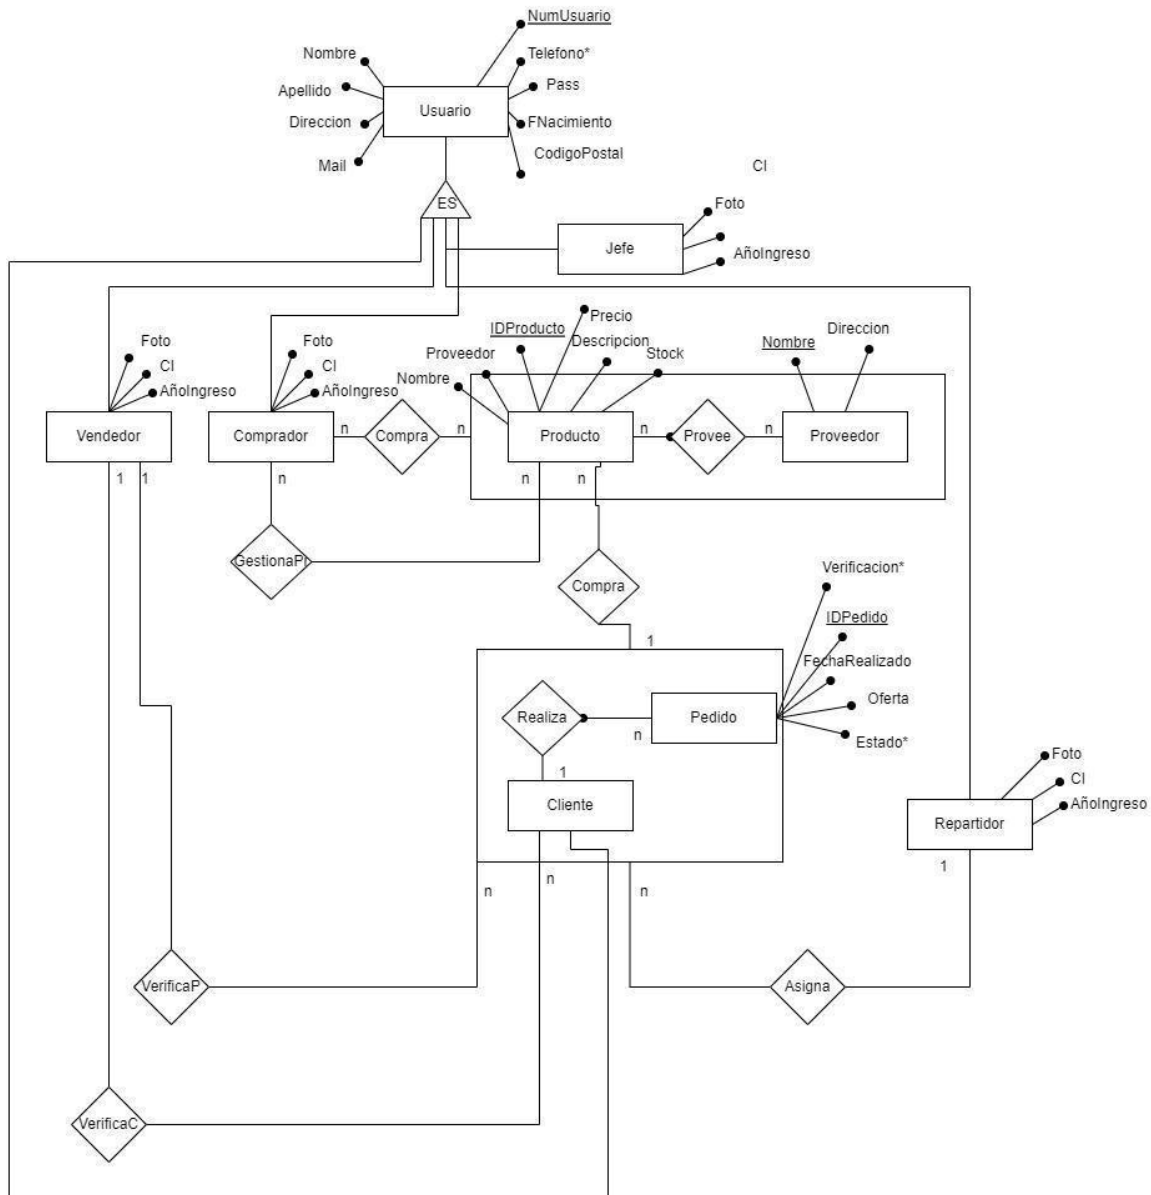 NumUsuario
Nombre
Telefono*
Apellido
Pass
Usuario
Direccion
FNacimiento
Mail
CodigoPostal
CI
ES
Foto
Jefe
AñoIngreso
Precio
IDProducto
Direccion
Foto
Foto
Descripcion
Nombre
Proveedor
Stock
CI
CI
Nombre
AñoIngreso
AñoIngreso
Vendedor
Comprador
n
Compra
n
Producto
n
Provee
n
Proveedor
1
1
n
n
n
GestionaPr
Compra
Verificacion*
IDPedido
1
FechaRealizado
Oferta
Realiza
Pedido
n
Estado*
Foto
1
CI
Cliente
AñoIngreso
Repartidor
1
n
n
n
VerificaP
Asigna
VerificaC